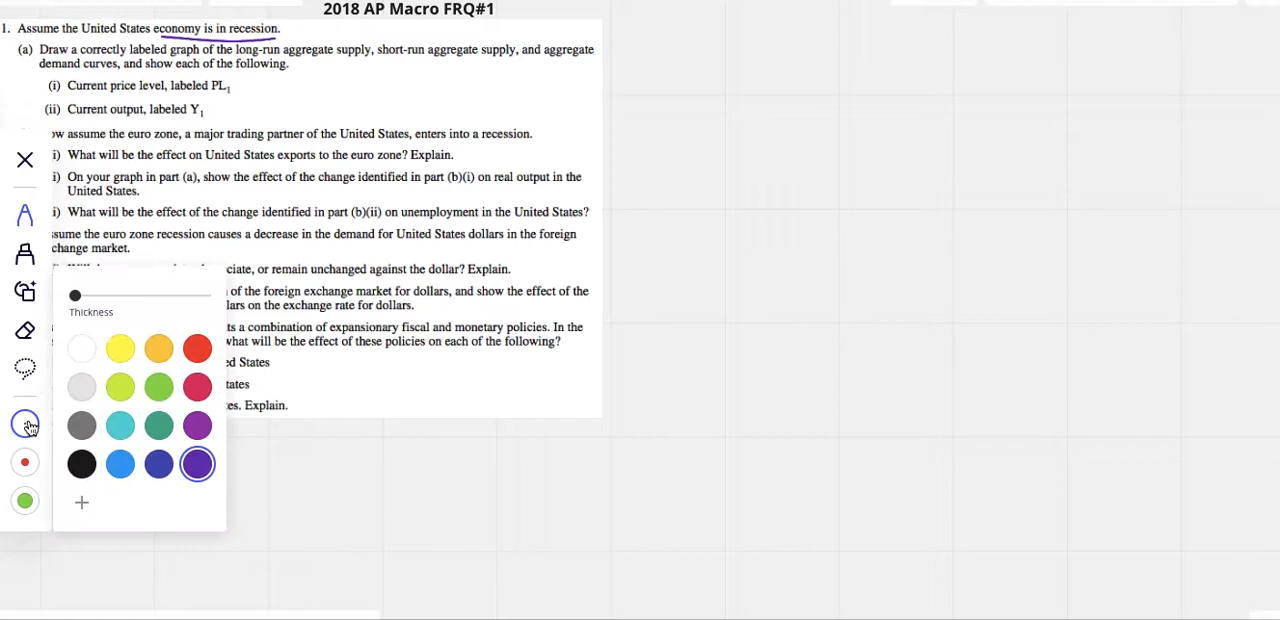 2018 AP Macro FRQ#1
1. Assume the United States economy is in recession.
(a) Draw a correctly labeled graph of the long-run aggregate supply, short-run aggregate supply, and aggregate
demand curves, and show each of the following.
(i) Current price level, labeled PL1
(ii) Current output, labeled Y1
ow assume the euro zone, a major trading partner of the United States, enters into a recession.
i) What will be the effect on United States exports to the euro zone? Explain.
i) On your graph in part (a), show the effect of the change identified in part (b)(i) on real output in the
United States.
i) What will be the effect of the change identified in part (b)(ii) on unemployment in the United States?
sume the euro zone recession causes a decrease in the demand for United States dollars in the foreign
change market.
ciate, or remain unchanged against the dollar? Explain.
of the foreign exchange market for dollars, and show the effect of the
lars on the exchange rate for dollars.
ts a combination of expansionary fiscal and monetary policies. In the
what will be the effect of these policies on each of the following?
ed States
tates
es. Explain.
Thickness